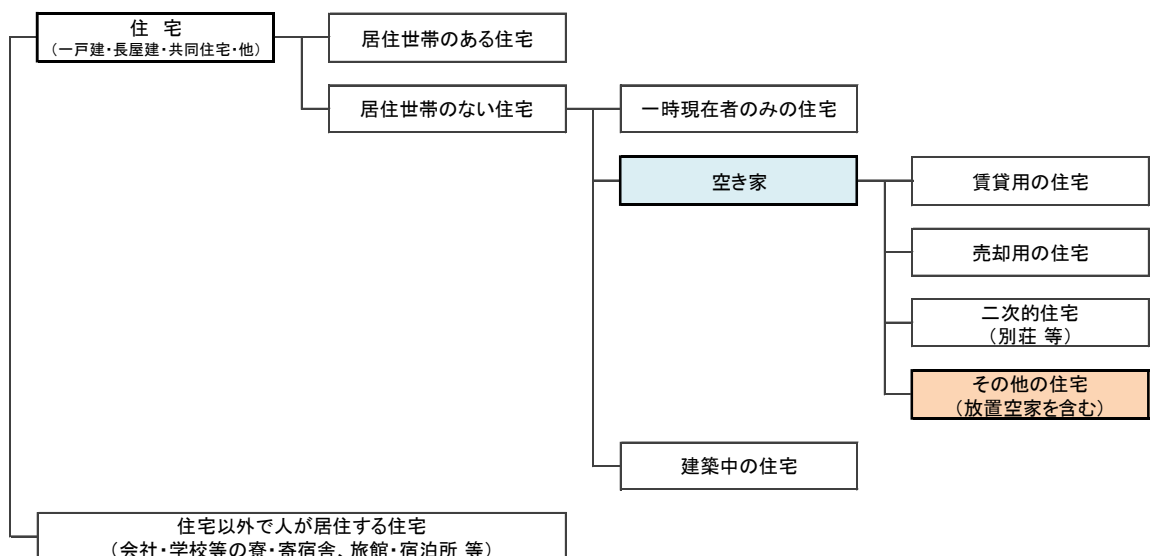 住 宅
（一戸建・長屋建・共同住宅・他）
居住世帯のある住宅
居住世帯のない住宅
一時現在者のみの住宅
空き家
賃貸用の住宅
売却用の住宅
二次的住宅
（別荘 等）
その他の住宅
（放置空家を含む）
建築中の住宅
住宅以外で人が居住する住宅
（会社・学校等の寮・寄宿舎、旅館・宿泊所 等）